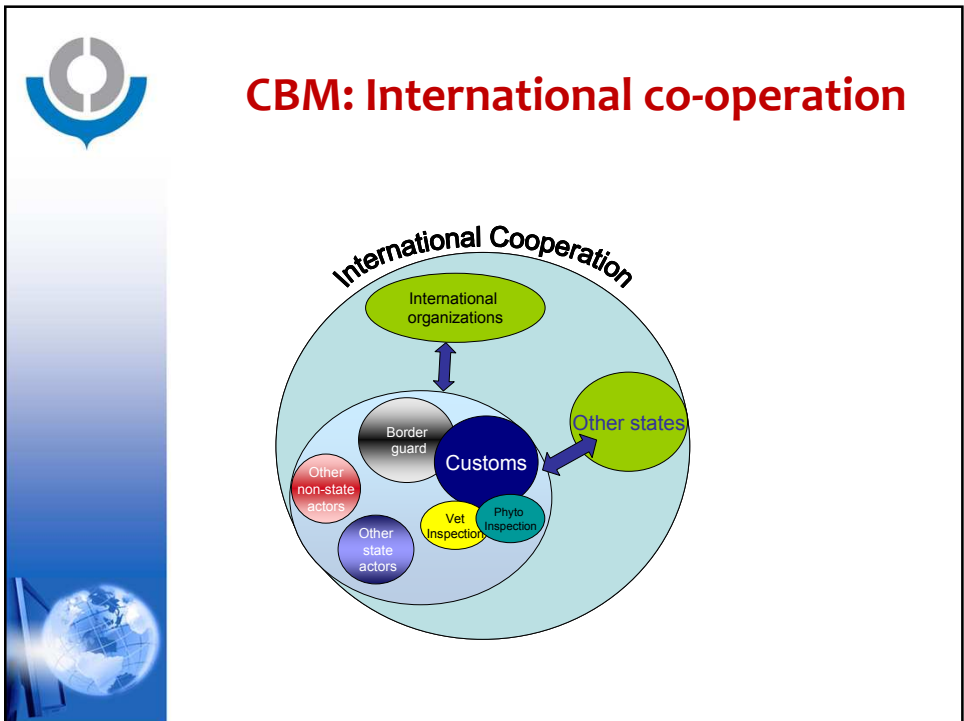 CBM: International co-operation
International Cooperation
International
organizations
Other states
Border
guard
Customs
Other
non-state
actors
Vet
Inspection
Phyto
Inspection
Other
state
actors